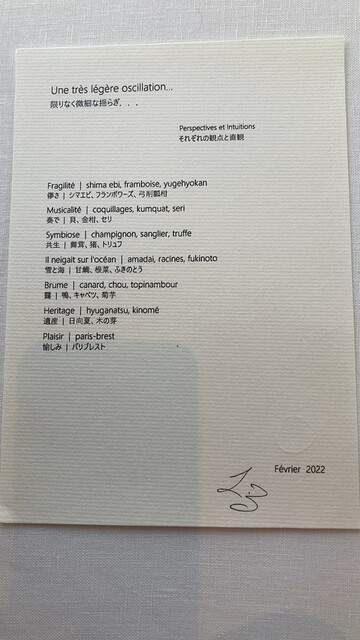 Une très légère oscillation...
限りなく微細な揺らぎ．．．
Perspectives et Intuitions
それぞれの観点と直観
Fragilité | shima ebi, framboise, yugehyokan
儚さ | シマエビ、フランボワーズ、弓削瓢柑
Musicalité | coquillages, kumquat, seri
奏で | 貝、金柑、セリ
Symbiose | champignon, sanglier, truffe
共生 | 舞茸、猪、トリュフ
Il neigait sur l'océan | amadai, racines, fukinoto
雪と海 | 甘鯛、根菜、ふきのとう
Brume | canard, chou, topinambour
靄 | 鴨、キャベツ、菊芋
Heritage | hyuganatsu, kinomé
遺産 | 日向夏、木の芽
Plaisir | paris-brest
愉しみ | パリブレスト
Février 2022